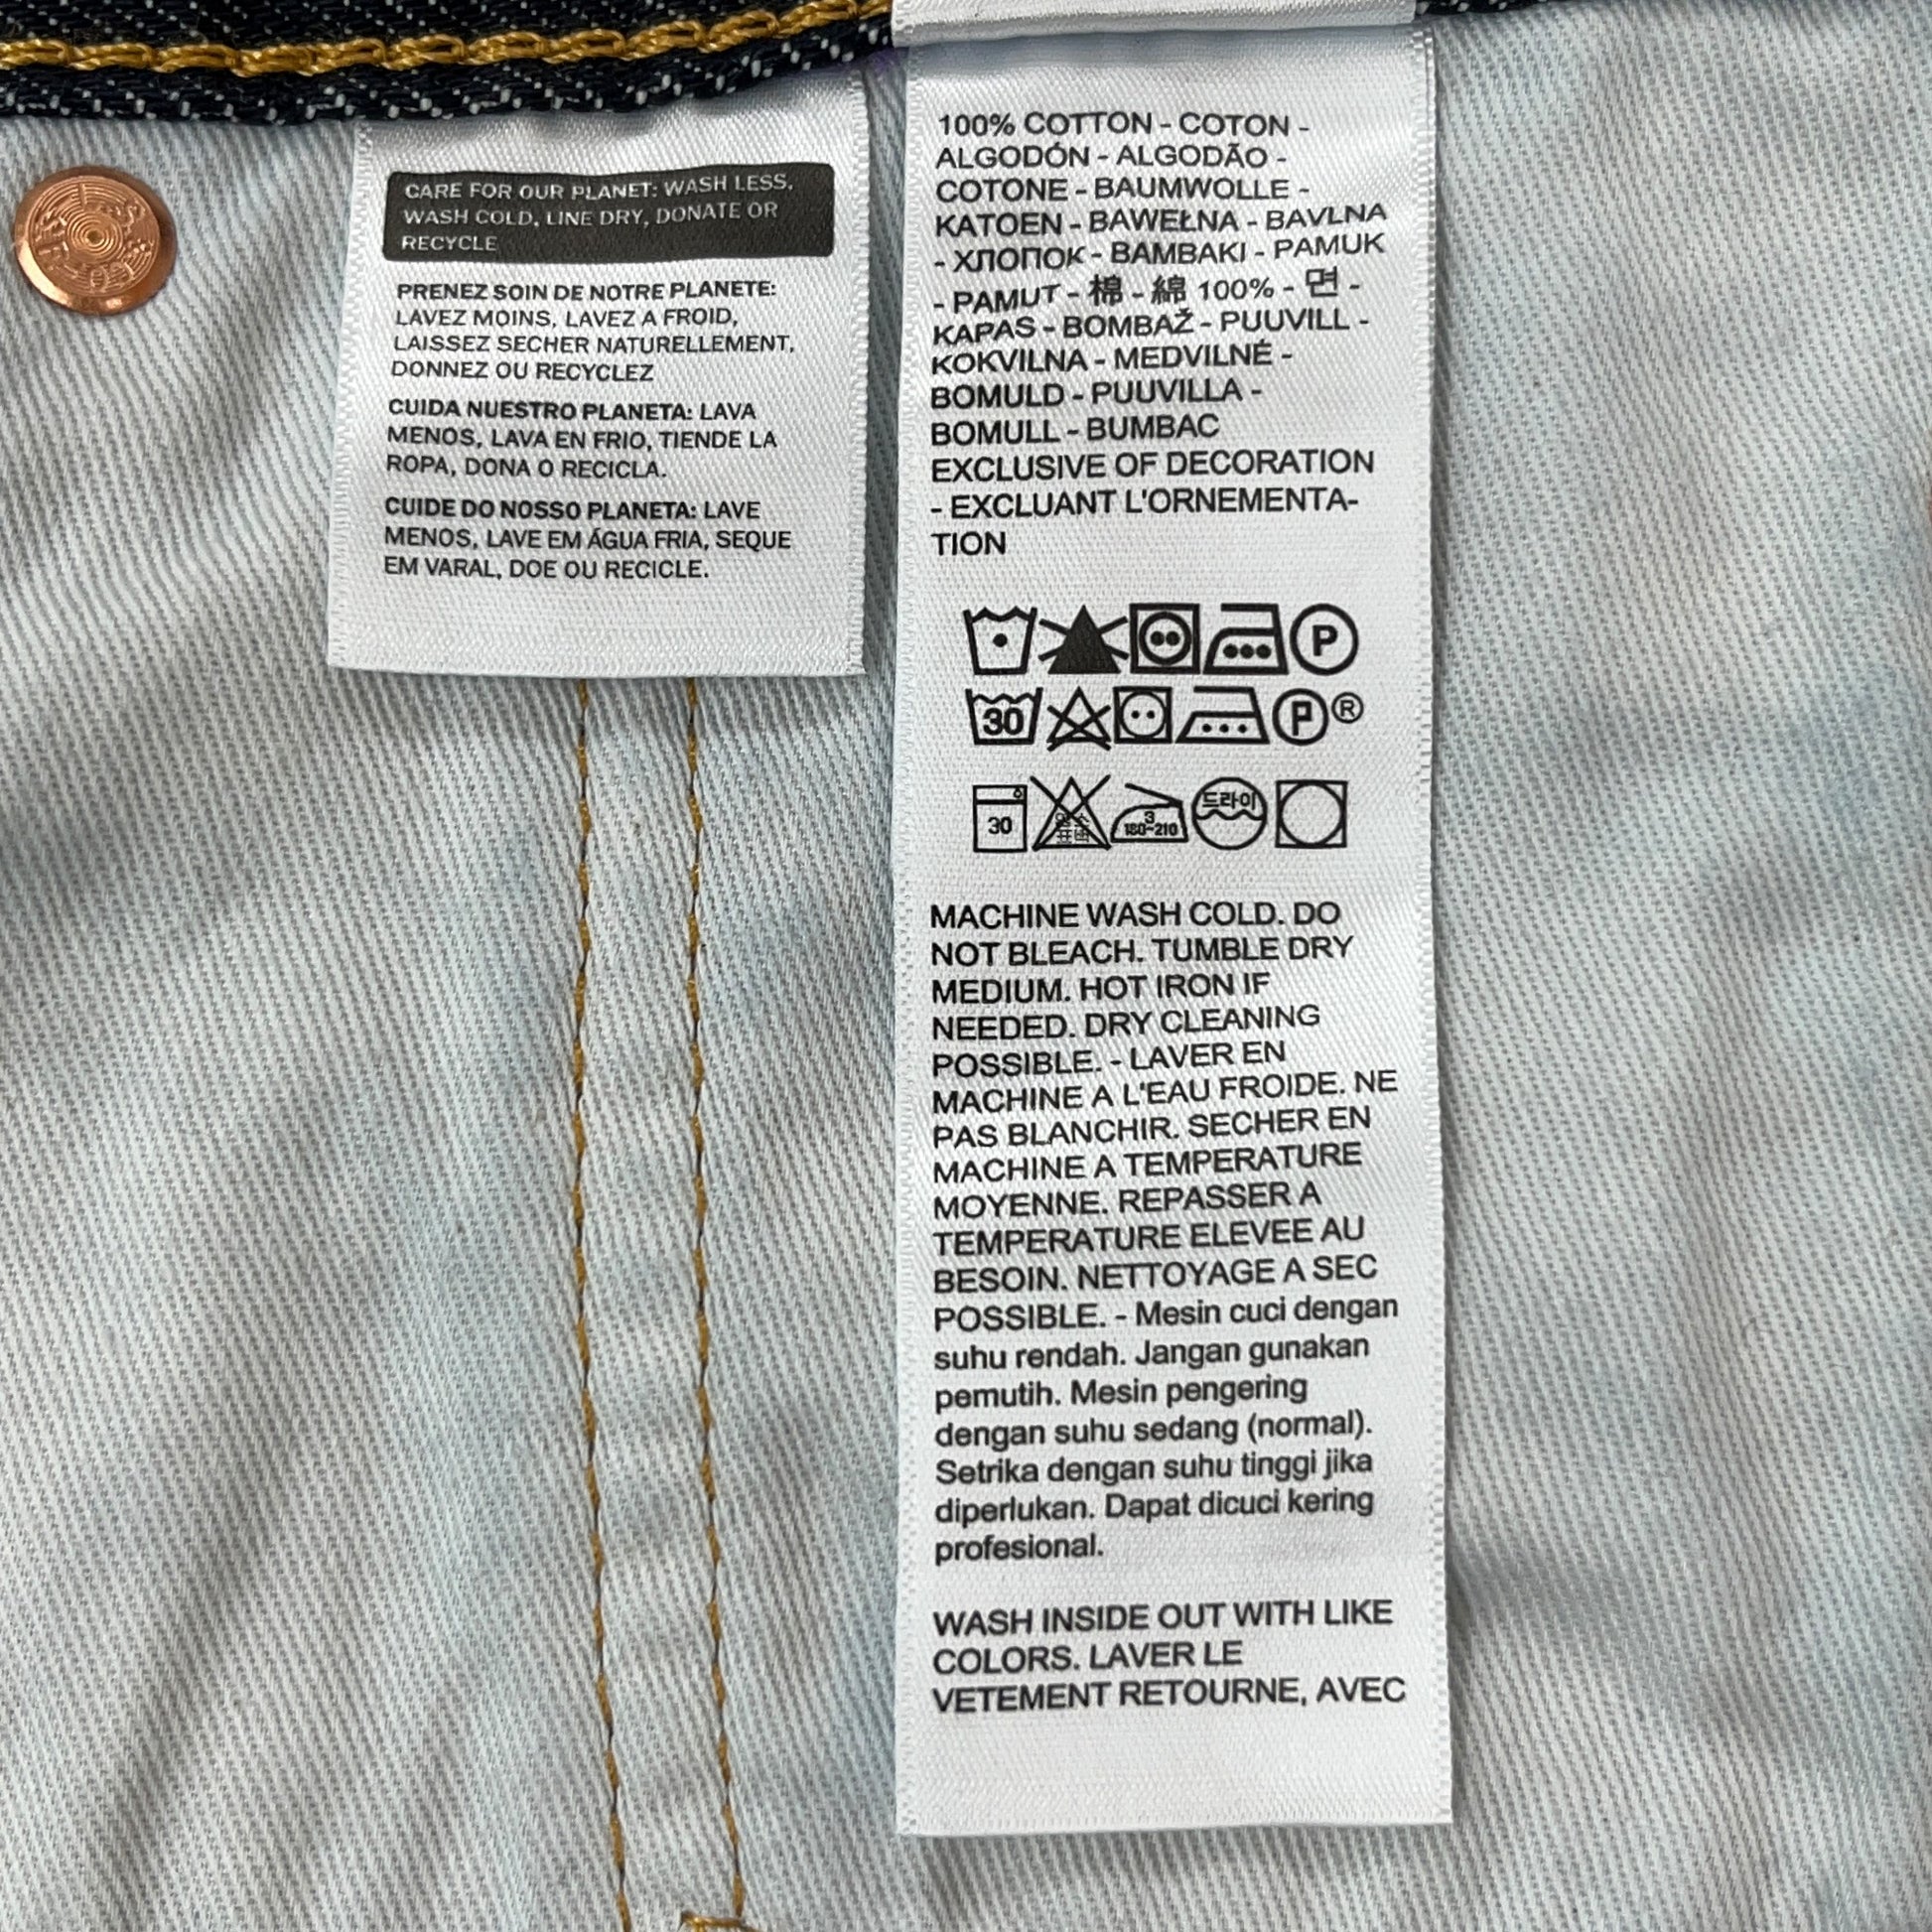 CARE FOR OUR PLANET: WASH LESS,
WASH COLD, LINE DRY, DONATE OR
RECYCLE
PRENEZ SOIN DE NOTRE PLANETE:
LAVEZ MOINS, LAVEZ A FROID,
LAISSEZ SECHER NATURELLEMENT,
DONNEZ OU RECYCLEZ
CUIDA NUESTRO PLANETA: LAVA
MENOS, LAVA EN FRIO, TIENDE LA
ROPA, DONA O RECICLA.
CUIDE DO NOSSO PLANETA: LAVE
MENOS, LAVE EM ÁGUA FRIA, SEQUE
EM VARAL, DOE OU RECICLE.
100% COTTON - COTON -
ALGODÓN - ALGODÃO -
COTONE - BAUMWOLLE -
KATOEN - BAWEŁNA - BAVLNA
- ХЛОПОК - BAMBAKI - PAMUK
- PAMUT - 棉 - 綿 100% - 면 -
KAPAS - BOMBAŽ - PUUVILL -
KOKVILNA - MEDVILNĖ -
BOMULD - PUUVILLA -
BOMULL - BUMBAC
EXCLUSIVE OF DECORATION
- EXCLUANT L'ORNEMENTA-
TION
P
30 P ®
30 3 180~210 드라이
MACHINE WASH COLD. DO
NOT BLEACH. TUMBLE DRY
MEDIUM. HOT IRON IF
NEEDED. DRY CLEANING
POSSIBLE. - LAVER EN
MACHINE A L'EAU FROIDE. NE
PAS BLANCHIR. SECHER EN
MACHINE A TEMPERATURE
MOYENNE. REPASSER A
TEMPERATURE ELEVEE AU
BESOIN. NETTOYAGE A SEC
POSSIBLE. - Mesin cuci dengan
suhu rendah. Jangan gunakan
pemutih. Mesin pengering
dengan suhu sedang (normal).
Setrika dengan suhu tinggi jika
diperlukan. Dapat dicuci kering
profesional.
WASH INSIDE OUT WITH LIKE
COLORS. LAVER LE
VETEMENT RETOURNE, AVEC